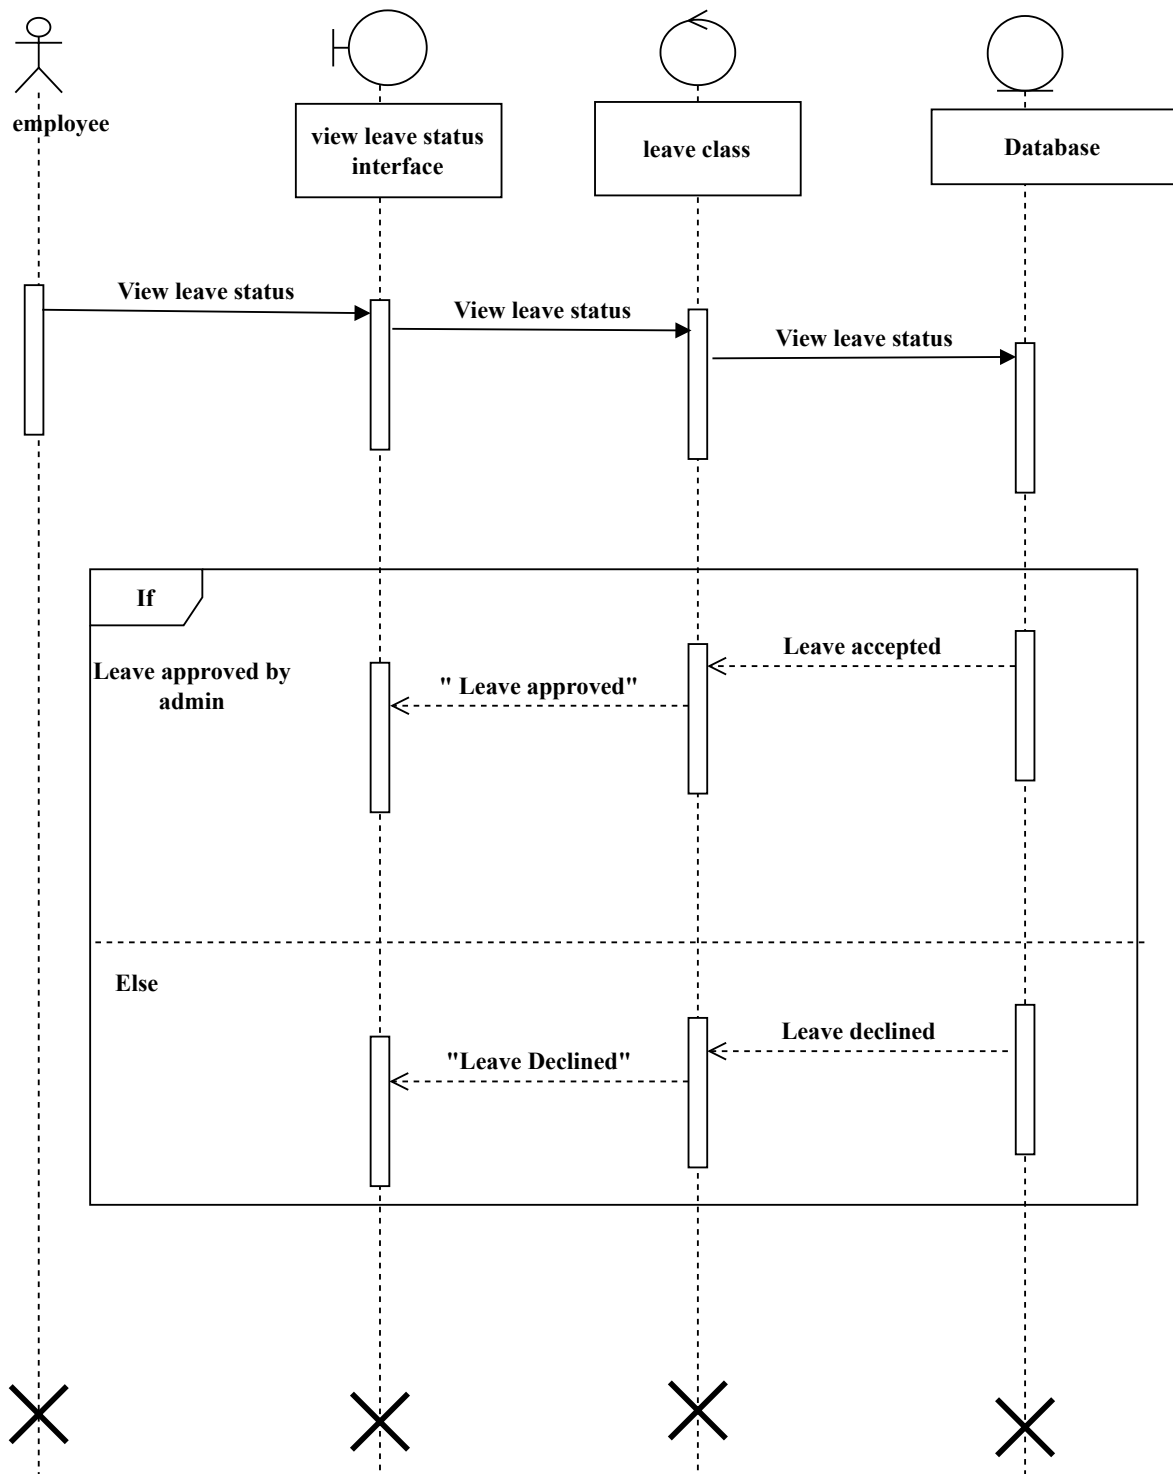 employee
view leave status
interface
leave class
Database
View leave status
View leave status
View leave status
If
Leave approved by
admin
Leave accepted
" Leave approved"
Else
Leave declined
"Leave Declined"